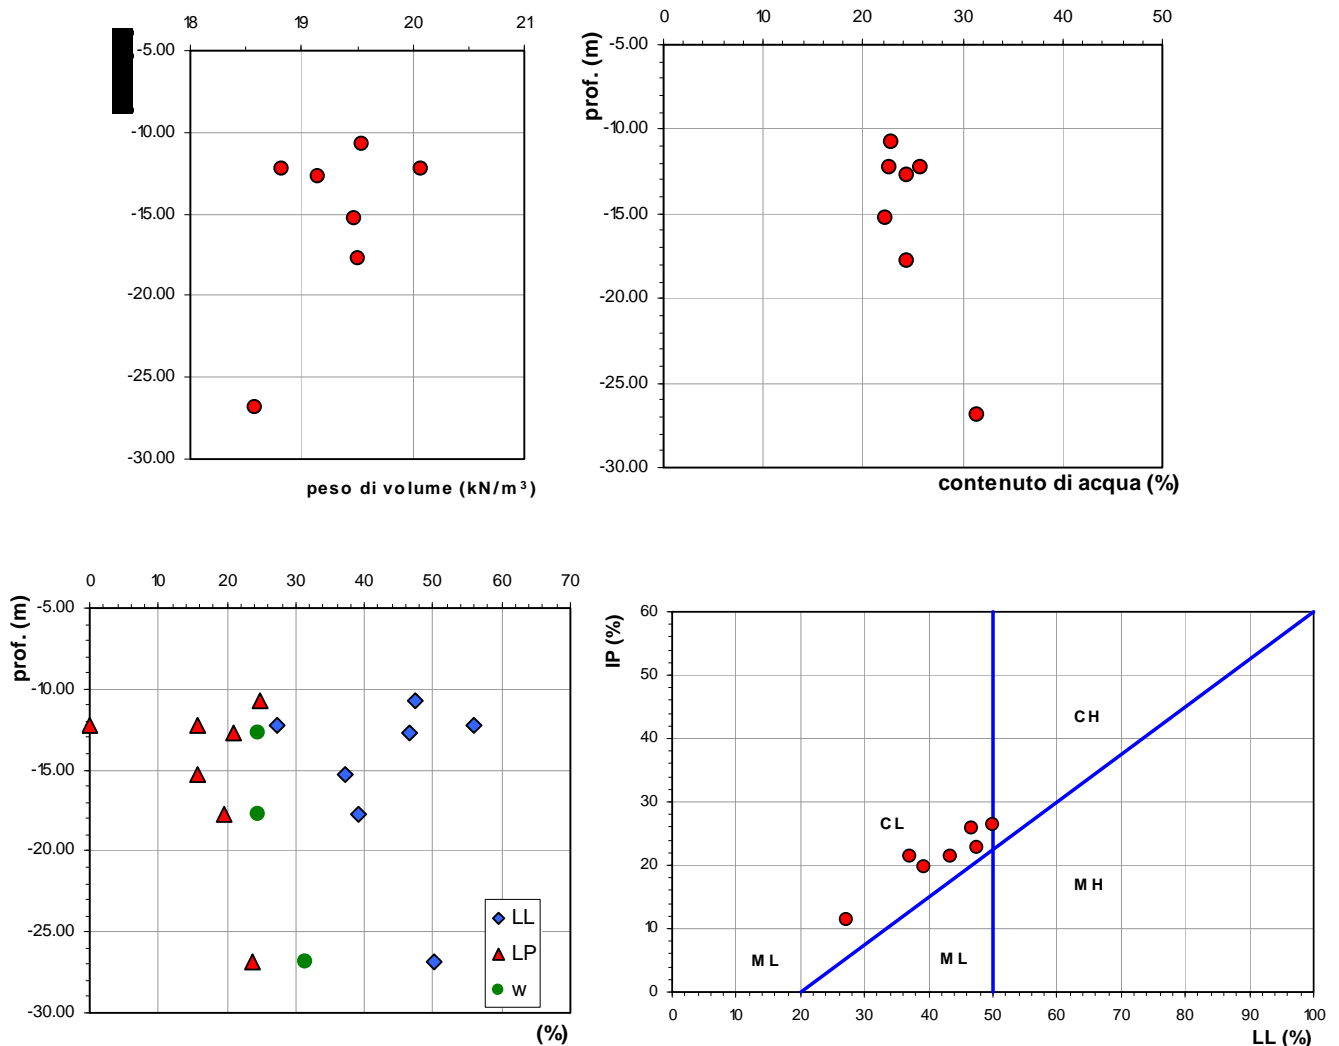 18 19 20 21
-5.00
-10.00
-15.00
-20.00
-25.00
-30.00
peso di volume (kN/m³)
0 10 20 30 40 50
prof. (m)
-5.00
-10.00
-15.00
-20.00
-25.00
-30.00
contenuto di acqua (%)
0 10 20 30 40 50 60 70
prof. (m)
-5.00
-10.00
-15.00
-20.00
-25.00
-30.00
LL
LP
w
(%)
IP (%)
60
50
40
30
20
10
0
CH
CL
MH
ML
ML
0 10 20 30 40 50 60 70 80 90 100
LL (%)